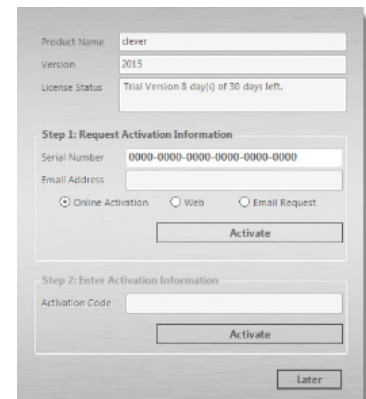 Product Name clever
Version 2015
License Status Trial Version 8 day(s) of 30 days left.
Step 1: Request Activation Information
Serial Number 0000-0000-0000-0000-0000-0000
Email Address
Online Activation Web Email Request
Activate
Step 2: Enter Activation Information
Activation Code
Activate
Later